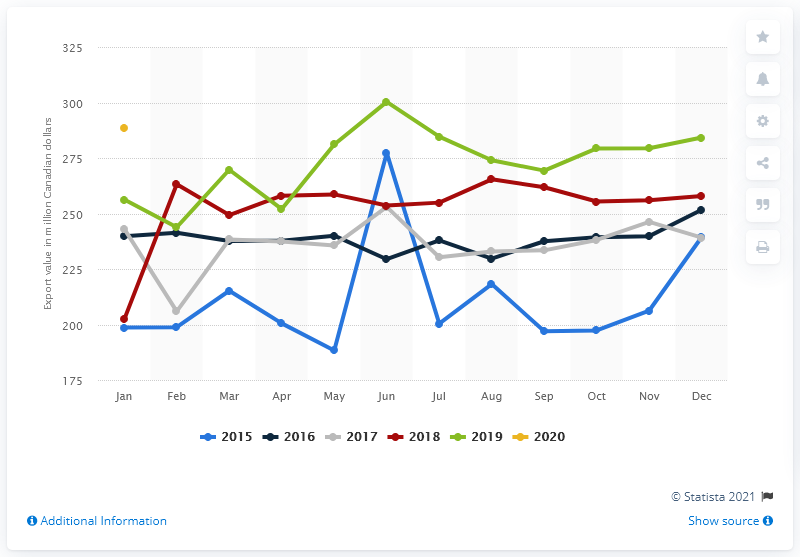 325
300
275
250
225
200
175
Export value in million Canadian dollars
Jan Feb Mar Apr May Jun Jul Aug Sep Oct Nov Dec
2015 2016 2017 2018 2019 2020
© Statista 2021
Additional Information Show source